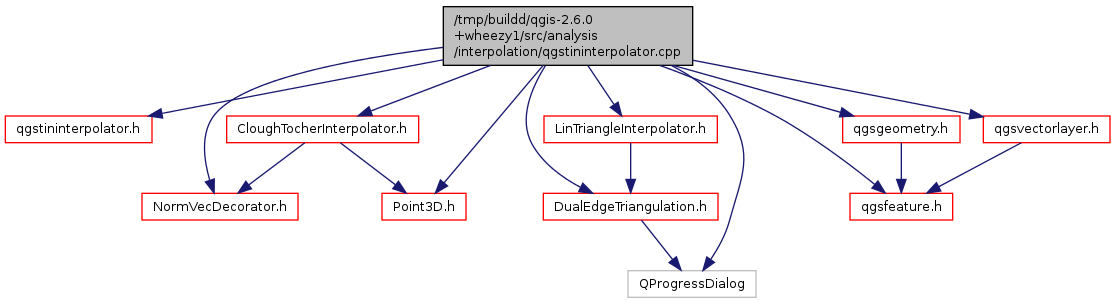 /tmp/buildd/qgis-2.6.0
+wheezy1/src/analysis
/interpolation/qgstininterpolator.cpp
qgstininterpolator.h
CloughTocherInterpolator.h
LinTriangleInterpolator.h
qgsgeometry.h
qgsvectorlayer.h
NormVecDecorator.h
Point3D.h
DualEdgeTriangulation.h
qgsfeature.h
QProgressDialog